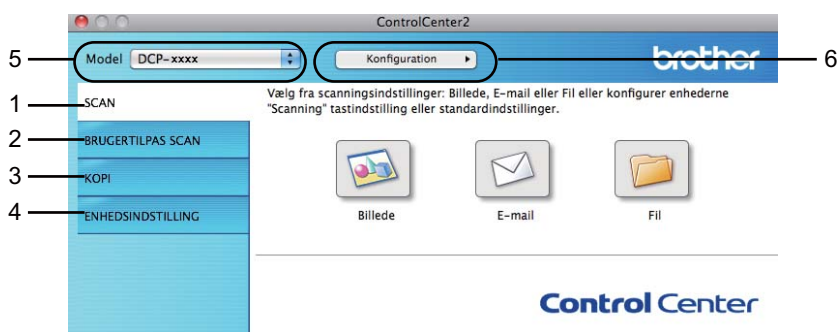 ControlCenter2
5
Model DCP-xxxx
Konfiguration
brother
6
1
SCAN
2
BRUGERTILPAS SCAN
3
KOPI
4
ENHEDSINDSTILLING
Vælg fra scanningsindstillinger: Billede, E-mail eller Fil eller konfigurer enhederne
"Scanning" tastindstilling eller standardindstillinger.
Billede
E-mail
Fil
Control Center